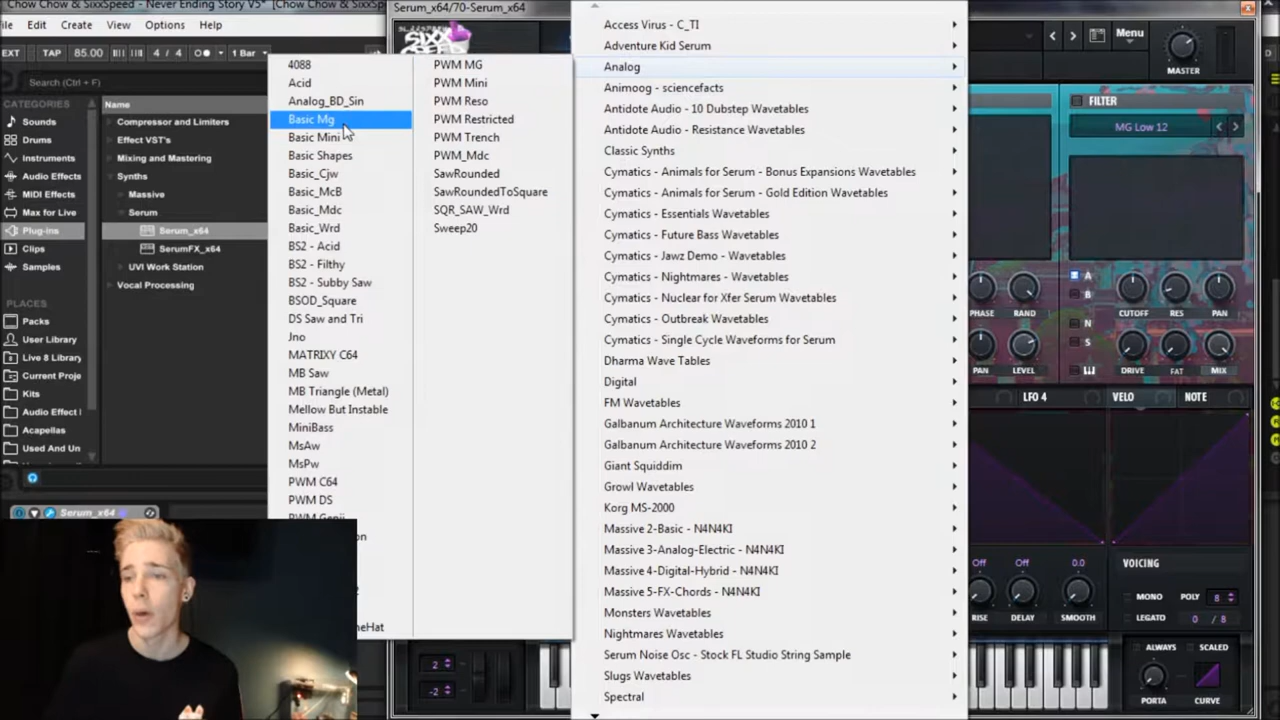 Chow Chow & SixxSpeed - Never Ending Story V5* [Chow Chow & SixxSpeed
Serum_x64/70-Serum_x64
Edit View Create Options Help
EXT TAP 85.00 4 / 4 1 Bar
Search (Ctrl + F)
CATEGORIES
Sounds
Drums
Instruments
Audio Effects
MIDI Effects
Max for Live
Plug-ins
Clips
Samples
PLACES
Packs
User Library
Live 8 Library
Current Proje
Kits
Audio Effect
Acapellas
Used And Un
Name
Compressor and Limiters
Effect VST's
Mixing and Mastering
Synths
Massive
Serum
Serum_x64
SerumFX_x64
UVI Work Station
Vocal Processing
Serum_x64
4088
Acid
Analog_BD_Sin
Basic Mg
Basic Mini
Basic Shapes
Basic_Cjw
Basic_McB
Basic_Mdc
Basic_Wrd
BS2 - Acid
BS2 - Filthy
BS2 - Subby Saw
BSOD_Square
DS Saw and Tri
Jno
MATRIXY C64
MB Saw
MB Triangle (Metal)
Mellow But Instable
MiniBass
MsAw
MsPw
PWM C64
PWM DS
PWM MG
PWM Mini
PWM Reso
PWM Restricted
PWM Trench
PWM_Mdc
SawRounded
SawRoundedToSquare
SQR_SAW_Wrd
Sweep20
SIXX
SPEED
Access Virus - C_TI
Adventure Kid Serum
Analog
Animoog - sciencefacts
Antidote Audio - 10 Dubstep Wavetables
Antidote Audio - Resistance Wavetables
Classic Synths
Cymatics - Animals for Serum - Bonus Expansions Wavetables
Cymatics - Animals for Serum - Gold Edition Wavetables
Cymatics - Essentials Wavetables
Cymatics - Future Bass Wavetables
Cymatics - Jawz Demo - Wavetables
Cymatics - Nightmares - Wavetables
Cymatics - Nuclear for Xfer Serum Wavetables
Cymatics - Outbreak Wavetables
Cymatics - Single Cycle Waveforms for Serum
Dharma Wave Tables
Digital
FM Wavetables
Galbanum Architecture Waveforms 2010 1
Galbanum Architecture Waveforms 2010 2
Giant Squiddim
Growl Wavetables
Korg MS-2000
Massive 2-Basic - N4N4KI
Massive 3-Analog-Electric - N4N4KI
Massive 4-Digital-Hybrid - N4N4KI
Massive 5-FX-Chords - N4N4KI
Monsters Wavetables
Nightmares Wavetables
Serum Noise Osc - Stock FL Studio String Sample
Slugs Wavetables
Spectral
Menu
MASTER
FILTER
MG Low 12
PHASE RAND
A
B
N
S
CUTOFF RES PAN
PAN LEVEL
DRIVE FAT MIX
LFO 4 VELO NOTE
Off Off 0.0
DELAY SMOOTH
VOICING
MONO POLY 8
LEGATO 0 / 8
ALWAYS SCALED
PORTA CURVE
2
-2